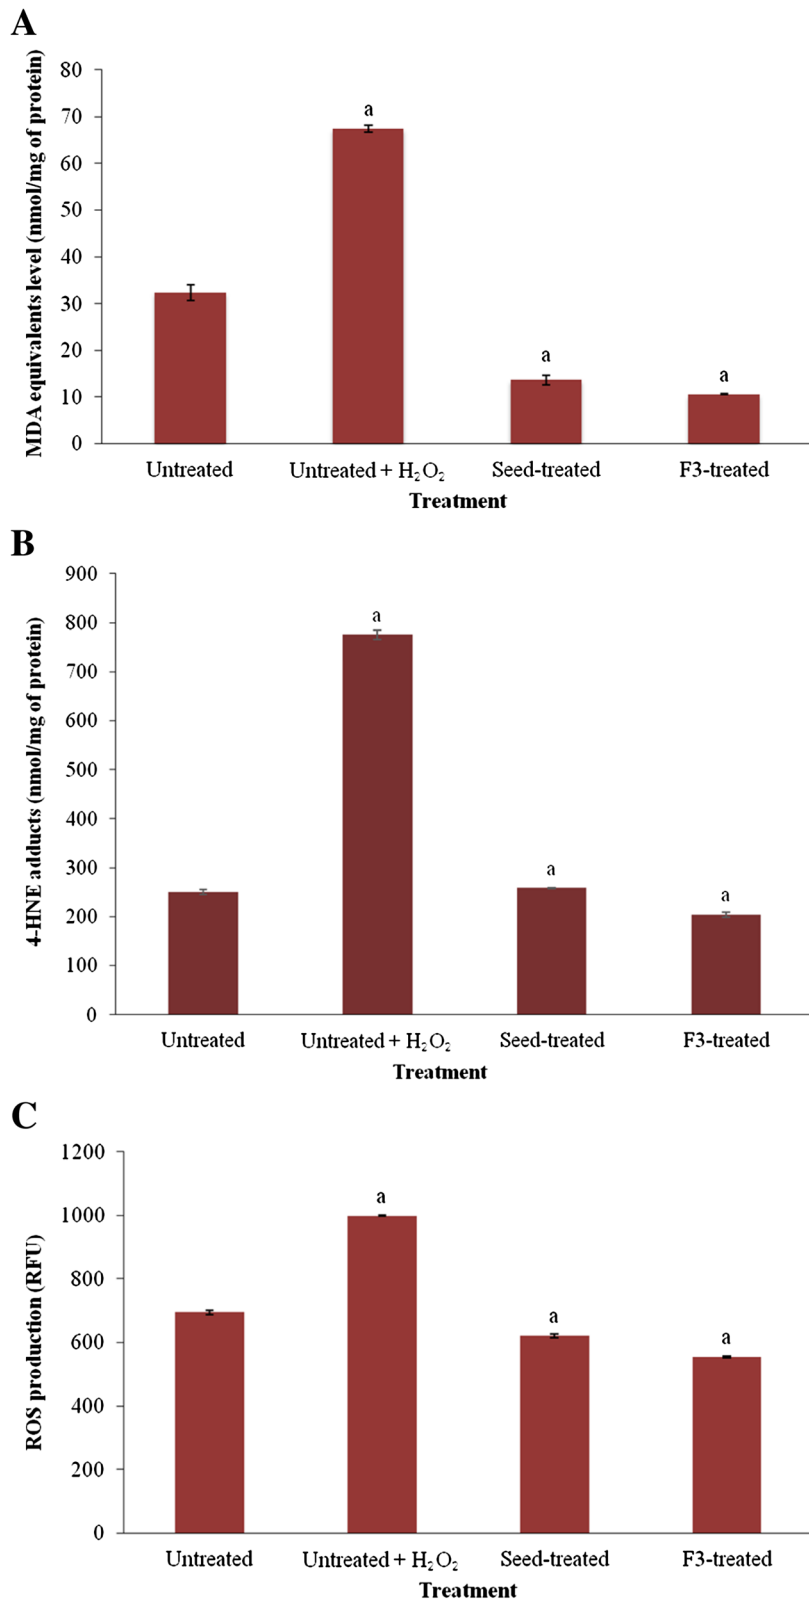 A
MDA equivalents level (nmol/mg of protein)
80
70
60
50
40
30
20
10
0
a
a
a
Untreated
Untreated + H₂O₂
Seed-treated
F3-treated
Treatment
B
4-HNE adducts (nmol/mg of protein)
900
800
700
600
500
400
300
200
100
0
a
a
a
Untreated
Untreated + H₂O₂
Seed-treated
F3-treated
Treatment
C
ROS production (RFU)
1200
1000
800
600
400
200
0
a
a
a
Untreated
Untreated + H₂O₂
Seed-treated
F3-treated
Treatment